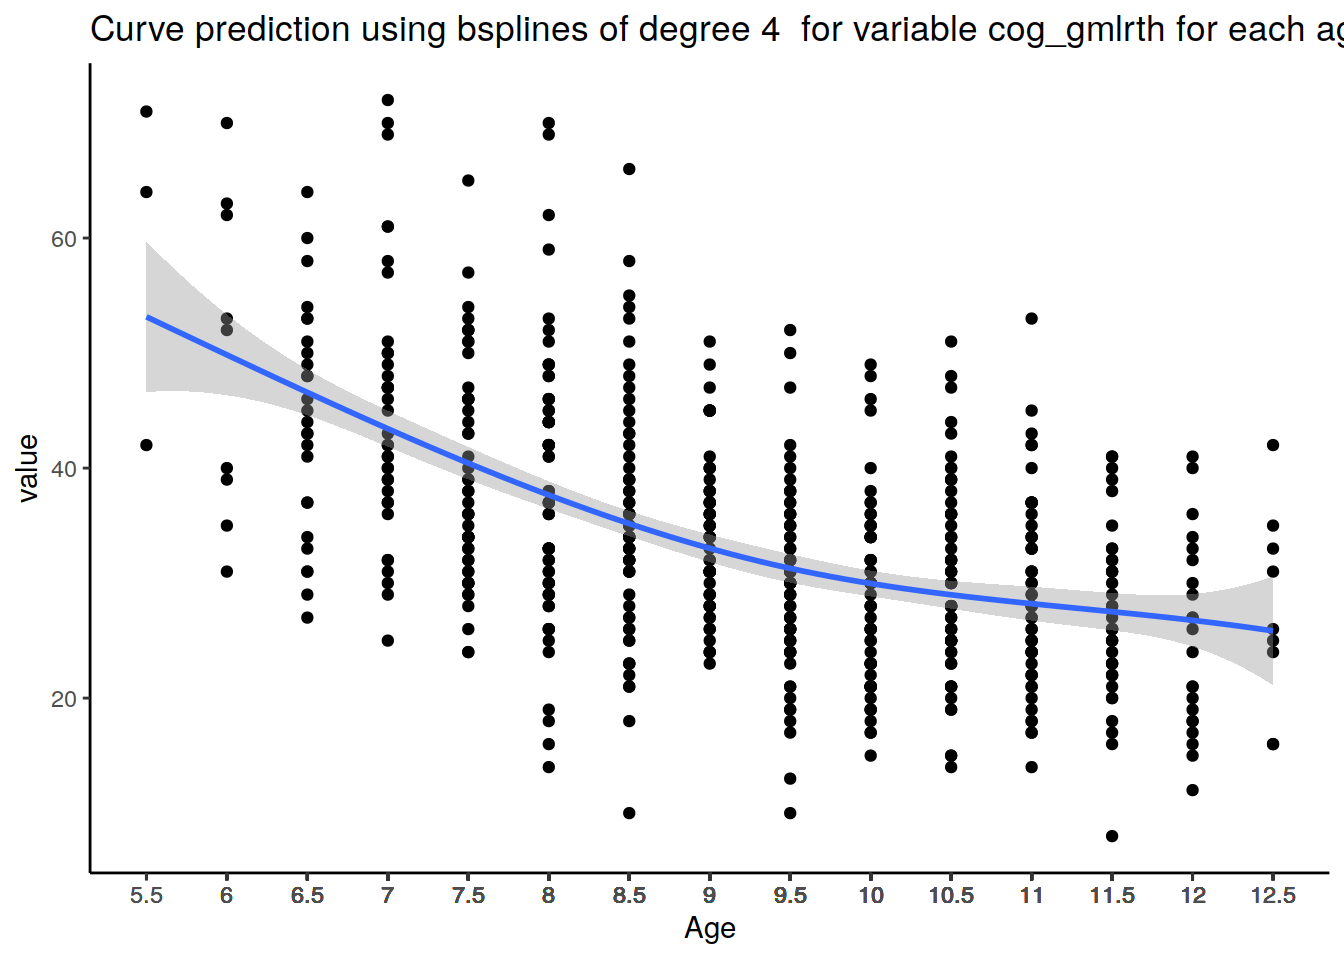 Curve prediction using bsplines of degree 4  for variable cog_gmlrth for each
value
60
40
20
5.5 6 6.5 7 7.5 8 8.5 9 9.5 10 10.5 11 11.5 12 12.5
Age